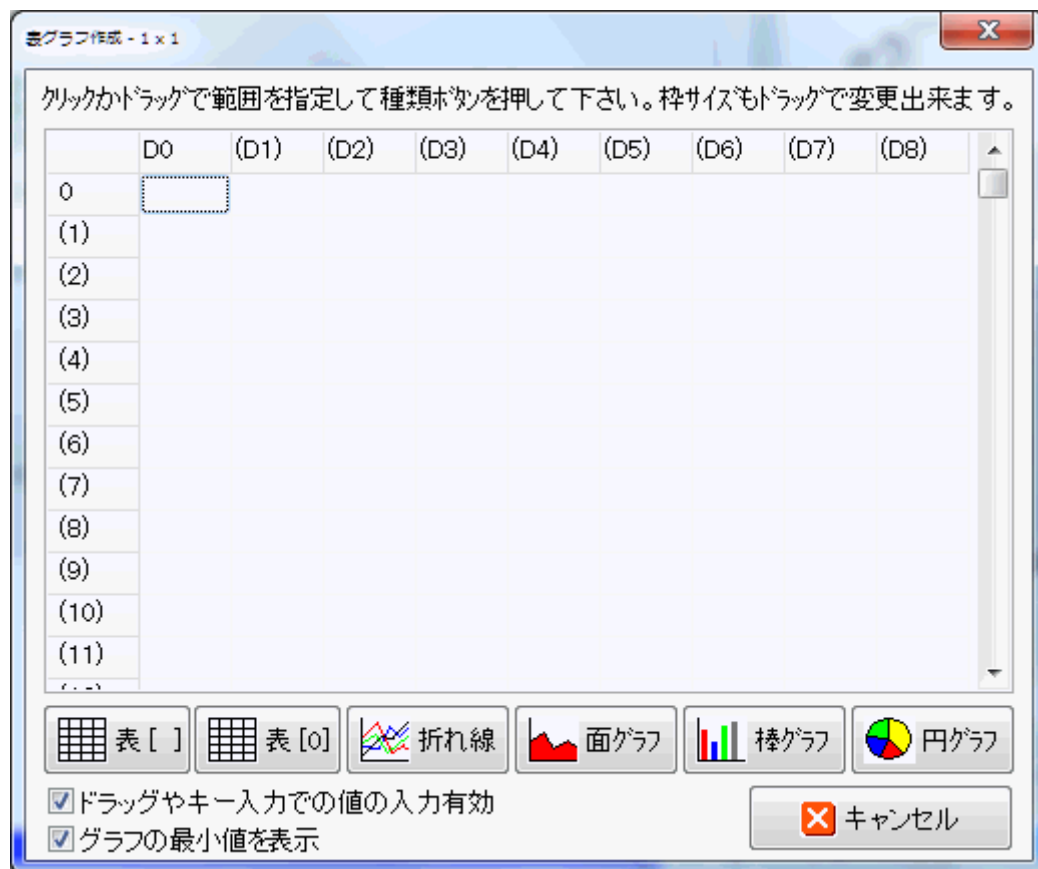 表グラフ作成 - 1 x 1
クリックかドラッグで範囲を指定して種類ボタンを押して下さい。枠サイズもドラッグで変更出来ます。
D0 (D1) (D2) (D3) (D4) (D5) (D6) (D7) (D8)
0
(1)
(2)
(3)
(4)
(5)
(6)
(7)
(8)
(9)
(10)
(11)
表 [ ] 表 [0] 折れ線 面グラフ 棒グラフ 円グラフ
ドラッグやキー入力での値の入力有効
グラフの最小値を表示
キャンセル